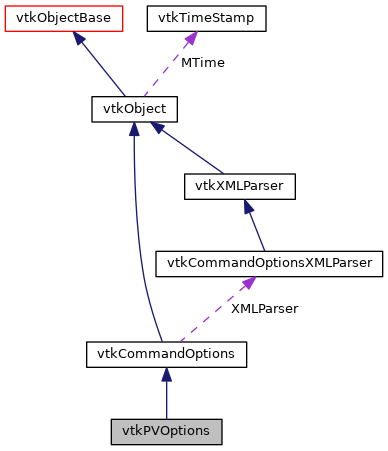 vtkObjectBase
vtkTimeStamp
MTime
vtkObject
vtkXMLParser
vtkCommandOptionsXMLParser
XMLParser
vtkCommandOptions
vtkPVOptions